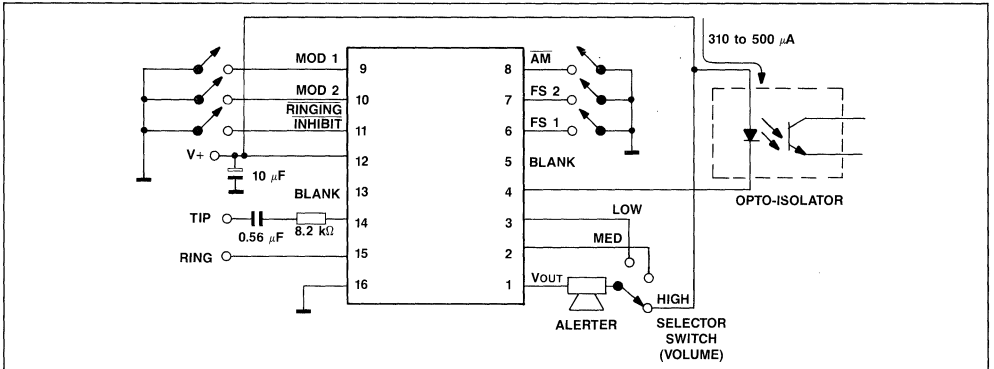 310 to 500 μA
MOD 1
9
8
AM
MOD 2
10
7
FS 2
RINGING
INHIBIT
11
6
FS 1
V+
12
5
BLANK
10 μF
BLANK
13
4
OPTO-ISOLATOR
TIP
0.56 μF
8.2 kΩ
14
3
LOW
RING
15
2
MED
16
1
VOUT
HIGH
ALERTER
SELECTOR
SWITCH
(VOLUME)